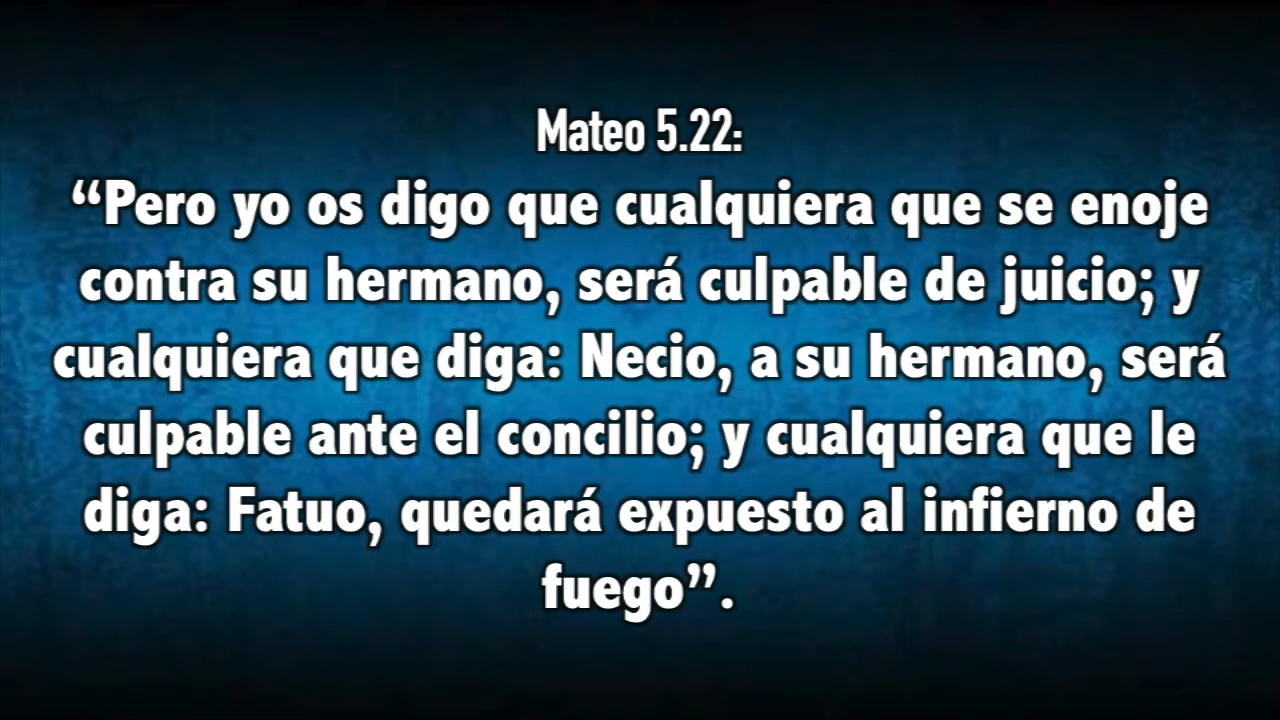 Mateo 5.22:
“Pero yo os digo que cualquiera que se enoje
contra su hermano, será culpable de juicio; y
cualquiera que diga: Necio, a su hermano, será
culpable ante el concilio; y cualquiera que le
diga: Fatuo, quedará expuesto al infierno de
fuego”.